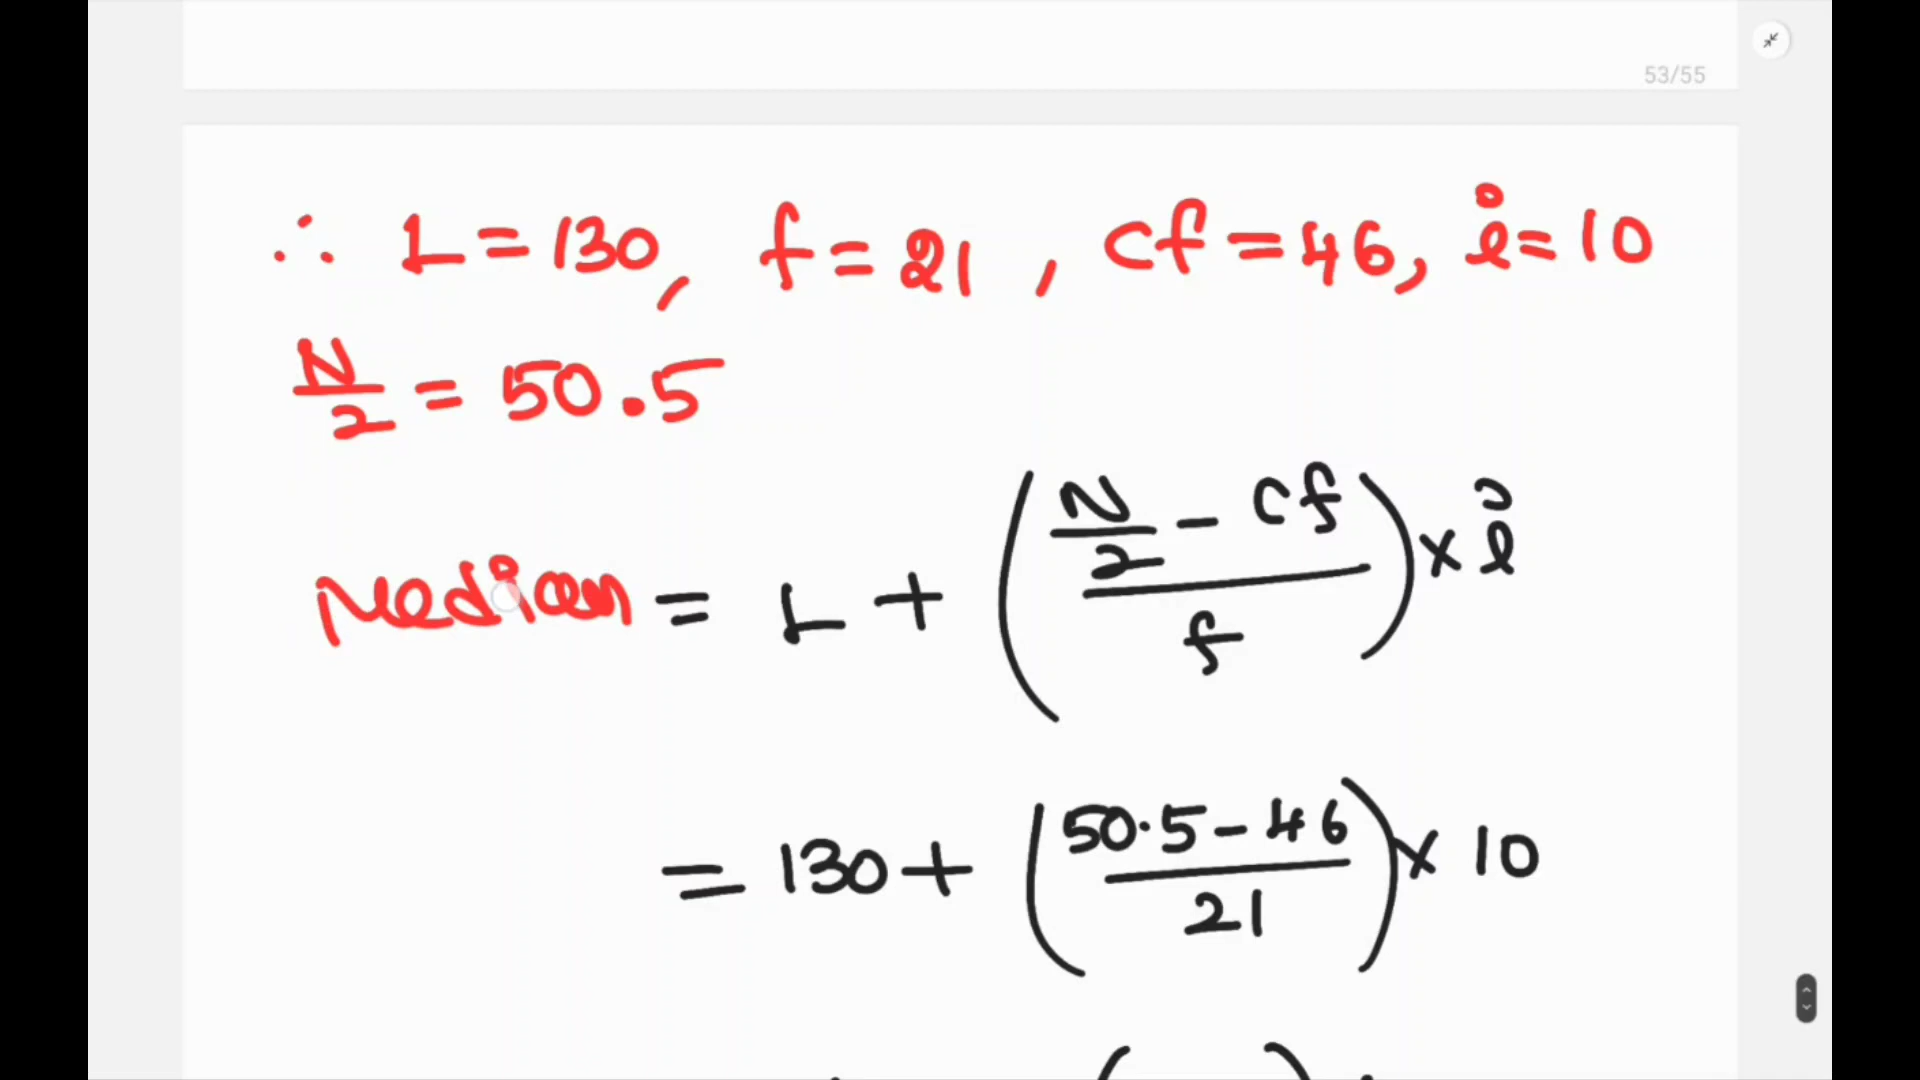 53/55
∴ L = 130, f = 21, cf = 46, i = 10
N/2 = 50.5
Median = L + ( (N/2 - cf) / f ) × i
= 130 + ( (50.5 - 46) / 21 ) × 10